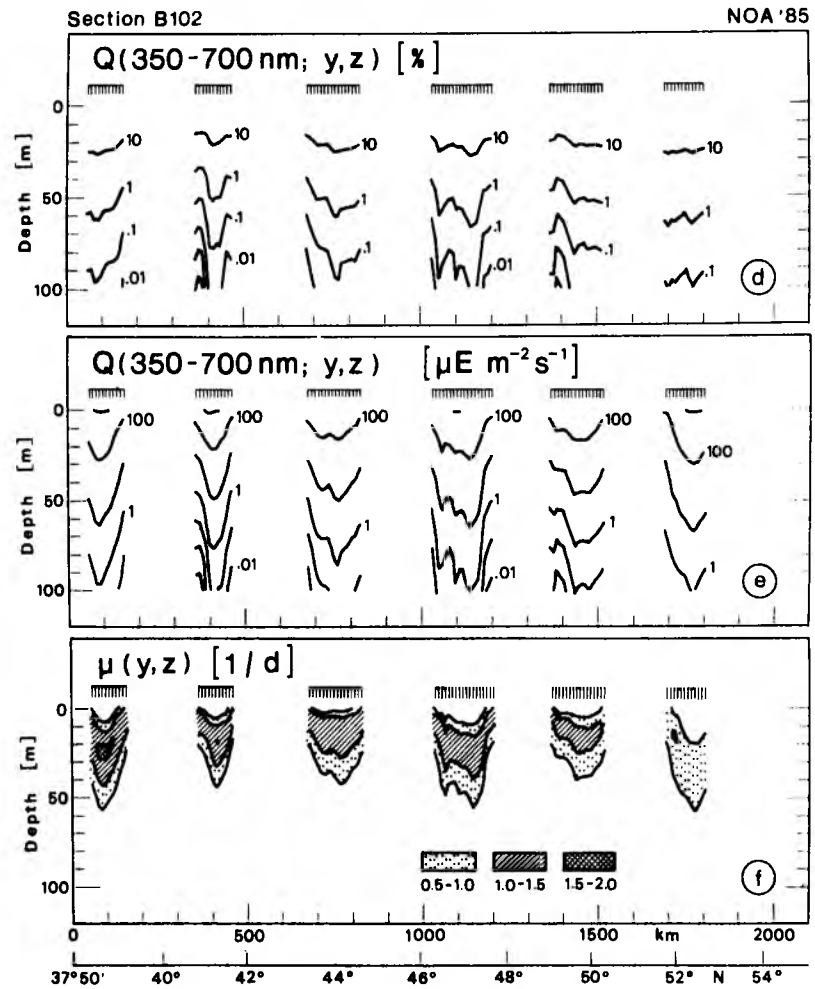 Section B102 NOA '85
Q(350-700 nm; y,z) [%]
0
10 10 10 10 10 10
1 1 1 1 1 1
50
.1 .1 .1 .1 .1
.01 .01 .01
100
Depth [m]
d
Q(350-700 nm; y,z) [µE m⁻² s⁻¹]
0
100 100 100 100 100 100
50
1 1 1 1 1 1
.01 .01
100
Depth [m]
e
µ(y,z) [1/d]
0
50
100
Depth [m]
0.5-1.0 1.0-1.5 1.5-2.0
f
0 500 1000 1500 km 2000
37°50' 40° 42° 44° 46° 48° 50° 52° N 54°